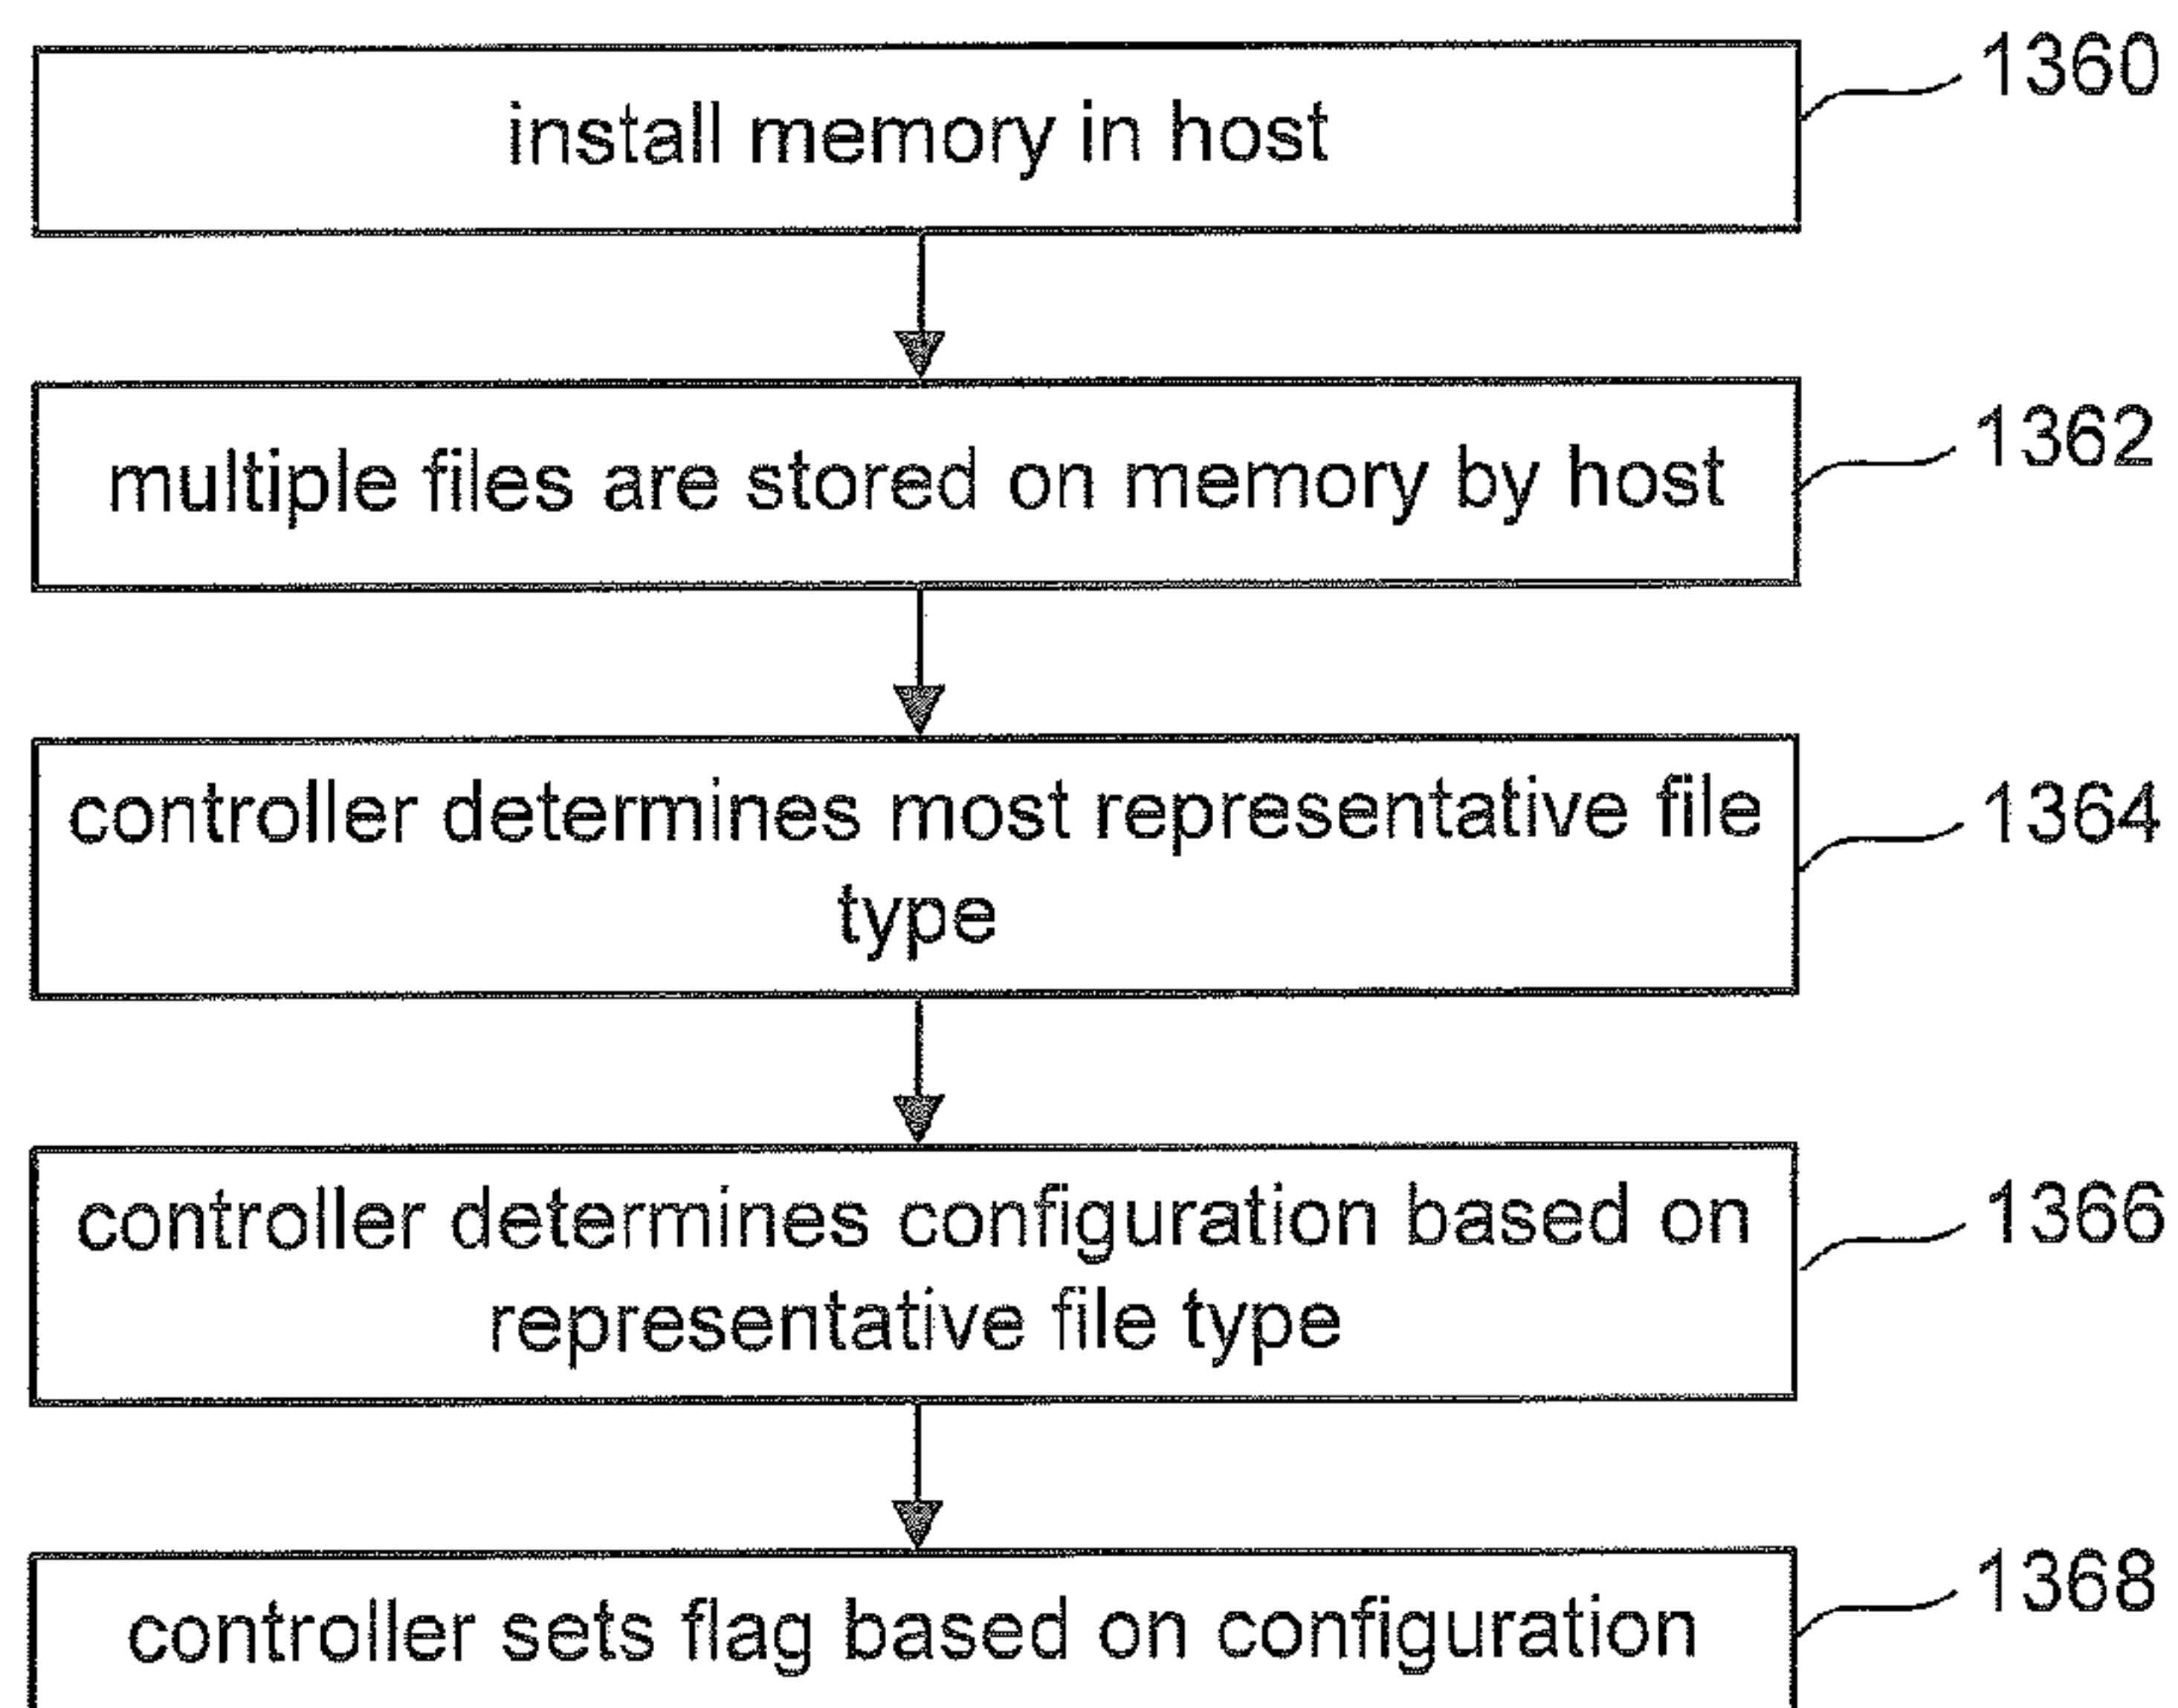 install memory in host
1360
multiple files are stored on memory by host
1362
controller determines most representative file
type
1364
controller determines configuration based on
representative file type
1366
controller sets flag based on configuration
1368